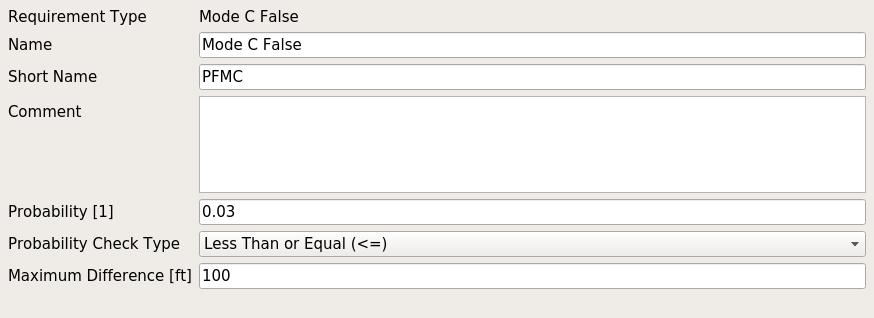 Requirement Type Mode C False
Name Mode C False
Short Name PFMC
Comment
Probability [1] 0.03
Probability Check Type Less Than or Equal (<=)
Maximum Difference [ft] 100